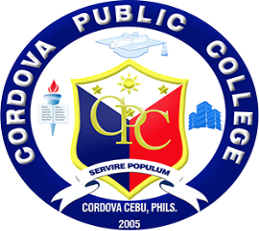 CORDOVA PUBLIC COLLEGE
CPC
SERVIRE POPULUM
CORDOVA CEBU, PHILS.
2005